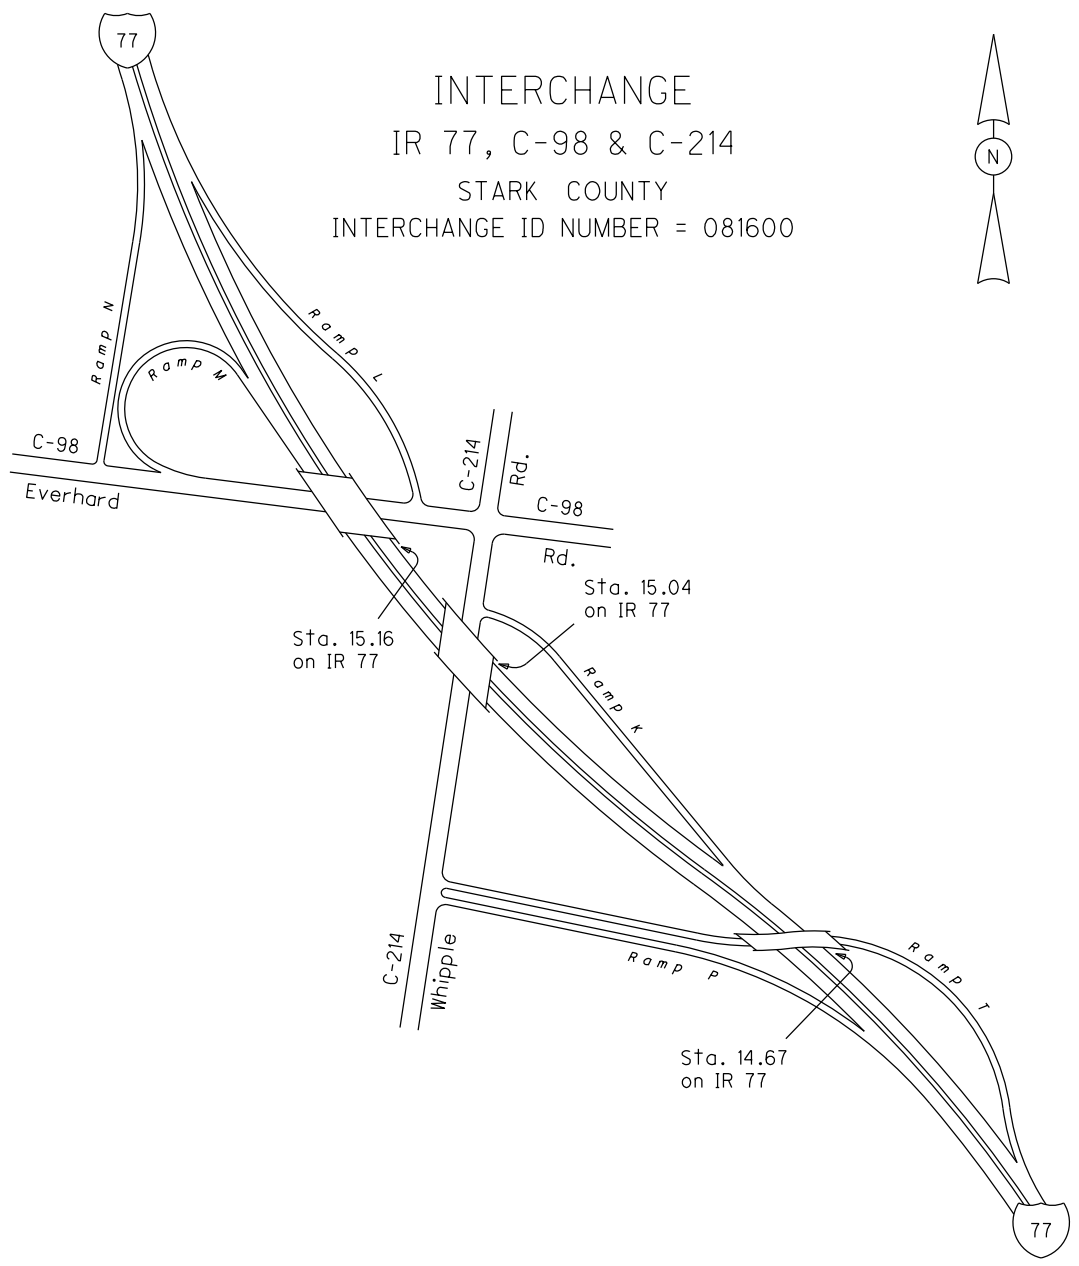 77
INTERCHANGE
IR 77, C-98 & C-214
STARK COUNTY
INTERCHANGE ID NUMBER = 081600
N
Ramp N
Ramp M
Ramp L
C-98
Everhard
C-214
Rd.
C-98
Rd.
Sta. 15.04
on IR 77
Sta. 15.16
on IR 77
Ramp K
C-214
Whipple
Ramp P
Ramp T
Sta. 14.67
on IR 77
77